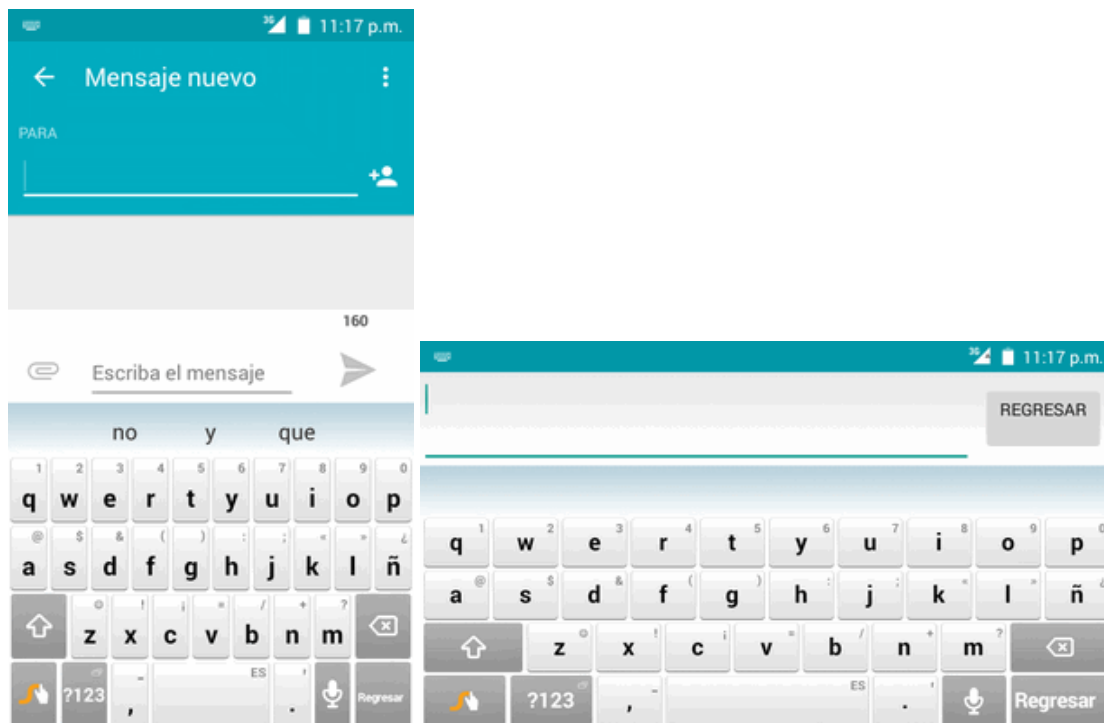 3G 11:17 p.m.
Mensaje nuevo
PARA
160
Escriba el mensaje
no y que
1 2 3 4 5 6 7 8 9 0
q w e r t y u i o p
@ $ & ( ) : ; « » ¿
a s d f g h j k l ñ
! ¡ = / + ?
z x c v b n m
- ES '
?123 , . Regresar
3G 11:17 p.m.
REGRESAR
1 2 3 4 5 6 7 8 9 0
q w e r t y u i o p
@ $ & ( ) : ; « » ¿
a s d f g h j k l ñ
! ¡ = / + ?
z x c v b n m
- ES '
?123 , . Regresar